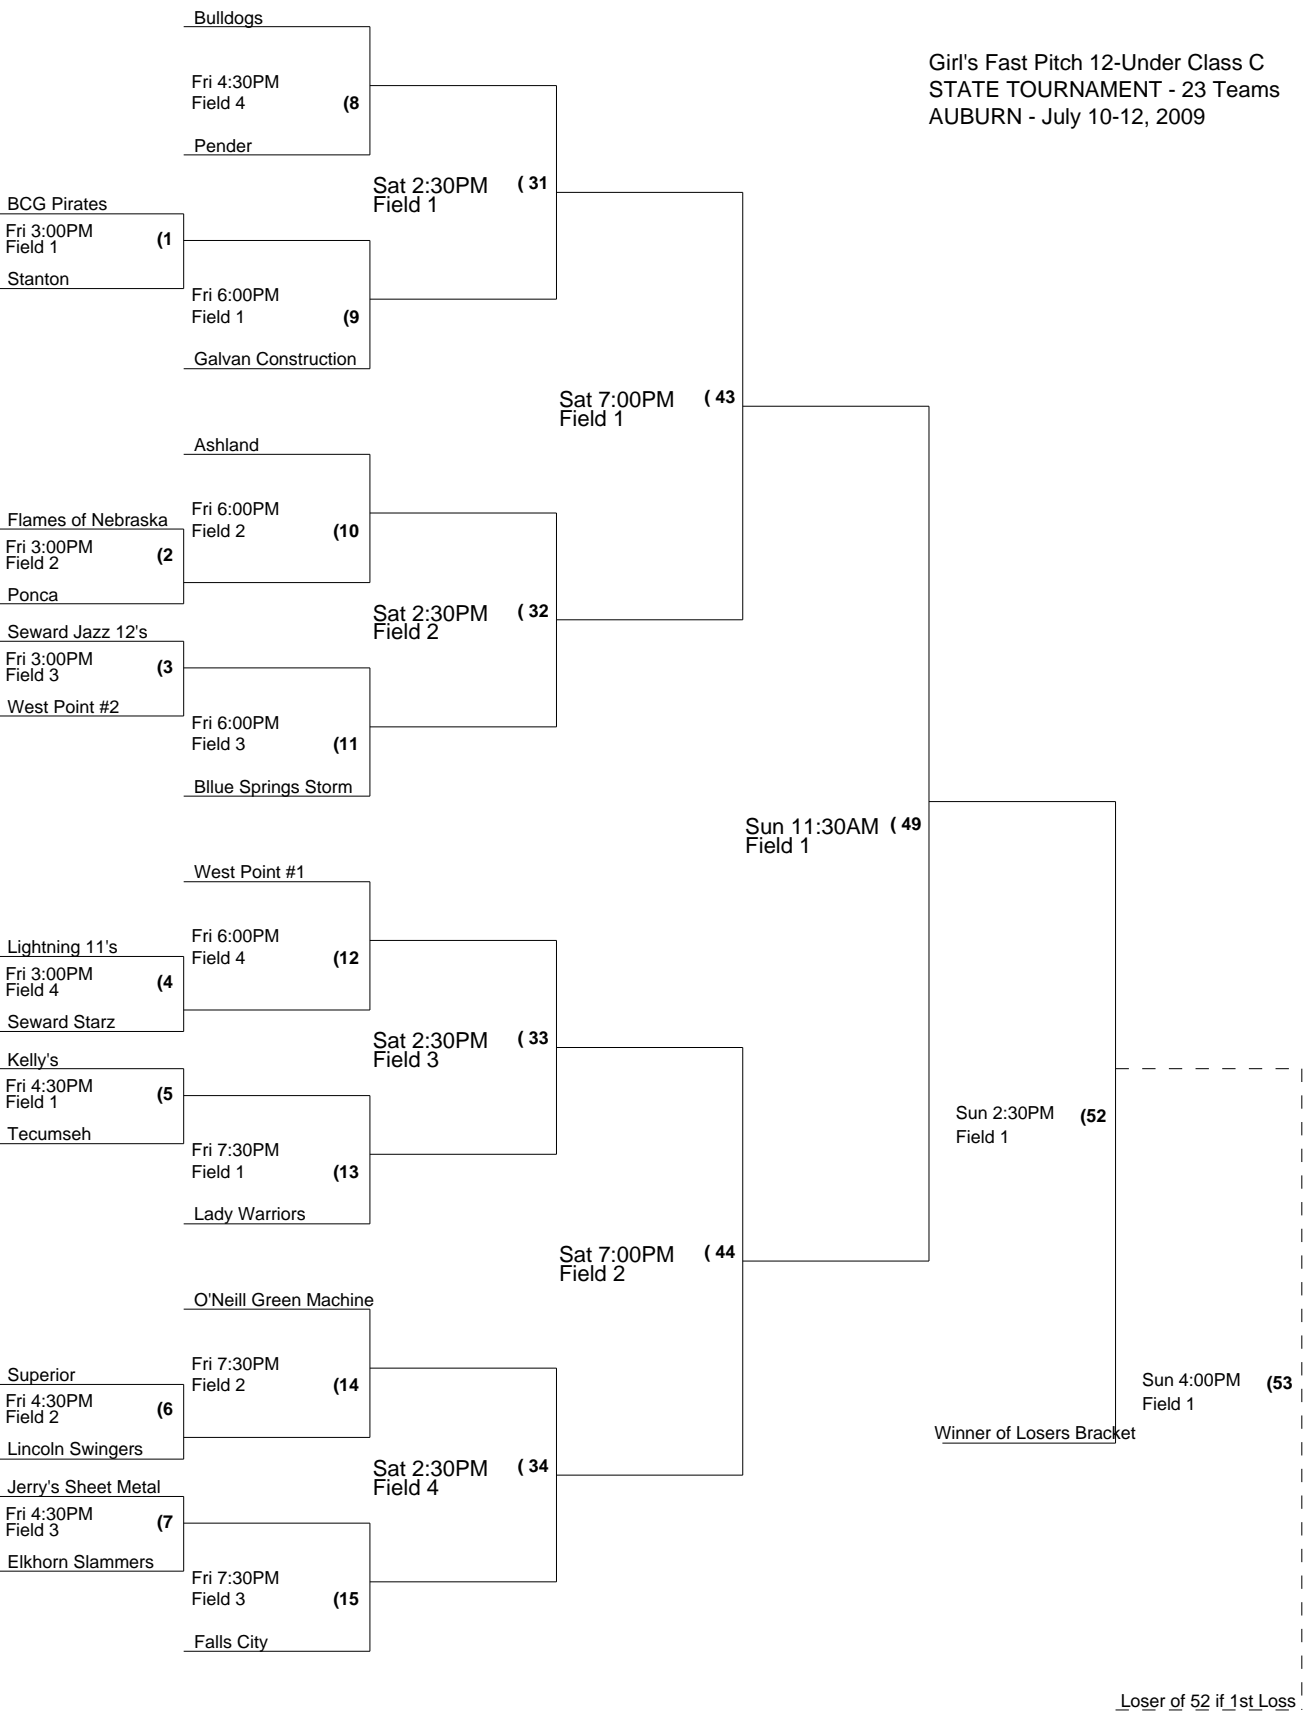 Girl's Fast Pitch 12-Under Class C
STATE TOURNAMENT - 23 Teams
AUBURN - July 10-12, 2009
Bulldogs
Fri 4:30PM
Field 4 (8
Pender
Sat 2:30PM ( 31
Field 1
BCG Pirates
Fri 3:00PM
Field 1 (1
Stanton
Fri 6:00PM
Field 1 (9
Galvan Construction
Sat 7:00PM ( 43
Field 1
Ashland
Fri 6:00PM
Field 2 (10
Flames of Nebraska
Fri 3:00PM
Field 2 (2
Ponca
Sat 2:30PM ( 32
Field 2
Seward Jazz 12's
Fri 3:00PM
Field 3 (3
West Point #2
Fri 6:00PM
Field 3 (11
Bllue Springs Storm
Sun 11:30AM ( 49
Field 1
West Point #1
Fri 6:00PM
Field 4 (12
Lightning 11's
Fri 3:00PM
Field 4 (4
Seward Starz
Sat 2:30PM ( 33
Field 3
Kelly's
Fri 4:30PM
Field 1 (5
Tecumseh
Fri 7:30PM
Field 1 (13
Lady Warriors
Sun 2:30PM (52
Field 1
Sat 7:00PM ( 44
Field 2
O'Neill Green Machine
Fri 7:30PM
Field 2 (14
Superior
Fri 4:30PM
Field 2 (6
Lincoln Swingers
Sat 2:30PM ( 34
Field 4
Jerry's Sheet Metal
Fri 4:30PM
Field 3 (7
Elkhorn Slammers
Fri 7:30PM
Field 3 (15
Falls City
Sun 4:00PM (53
Field 1
Winner of Losers Bracket
Loser of 52 if 1st Loss